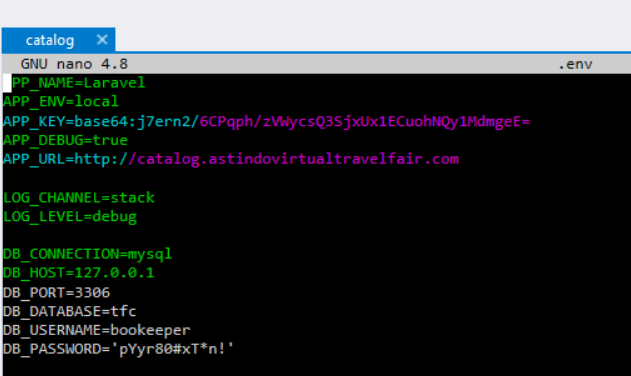 catalog ×
GNU nano 4.8 .env
PP_NAME=Laravel
APP_ENV=local
APP_KEY=base64:j7ern2/6CPqph/zVWycsQ3SjxUx1ECuohNQy1MdmgeE=
APP_DEBUG=true
APP_URL=http://catalog.astindovirtualtravelfair.com
LOG_CHANNEL=stack
LOG_LEVEL=debug
DB_CONNECTION=mysql
DB_HOST=127.0.0.1
DB_PORT=3306
DB_DATABASE=tfc
DB_USERNAME=bookeeper
DB_PASSWORD='pYyr80#xT*n!'